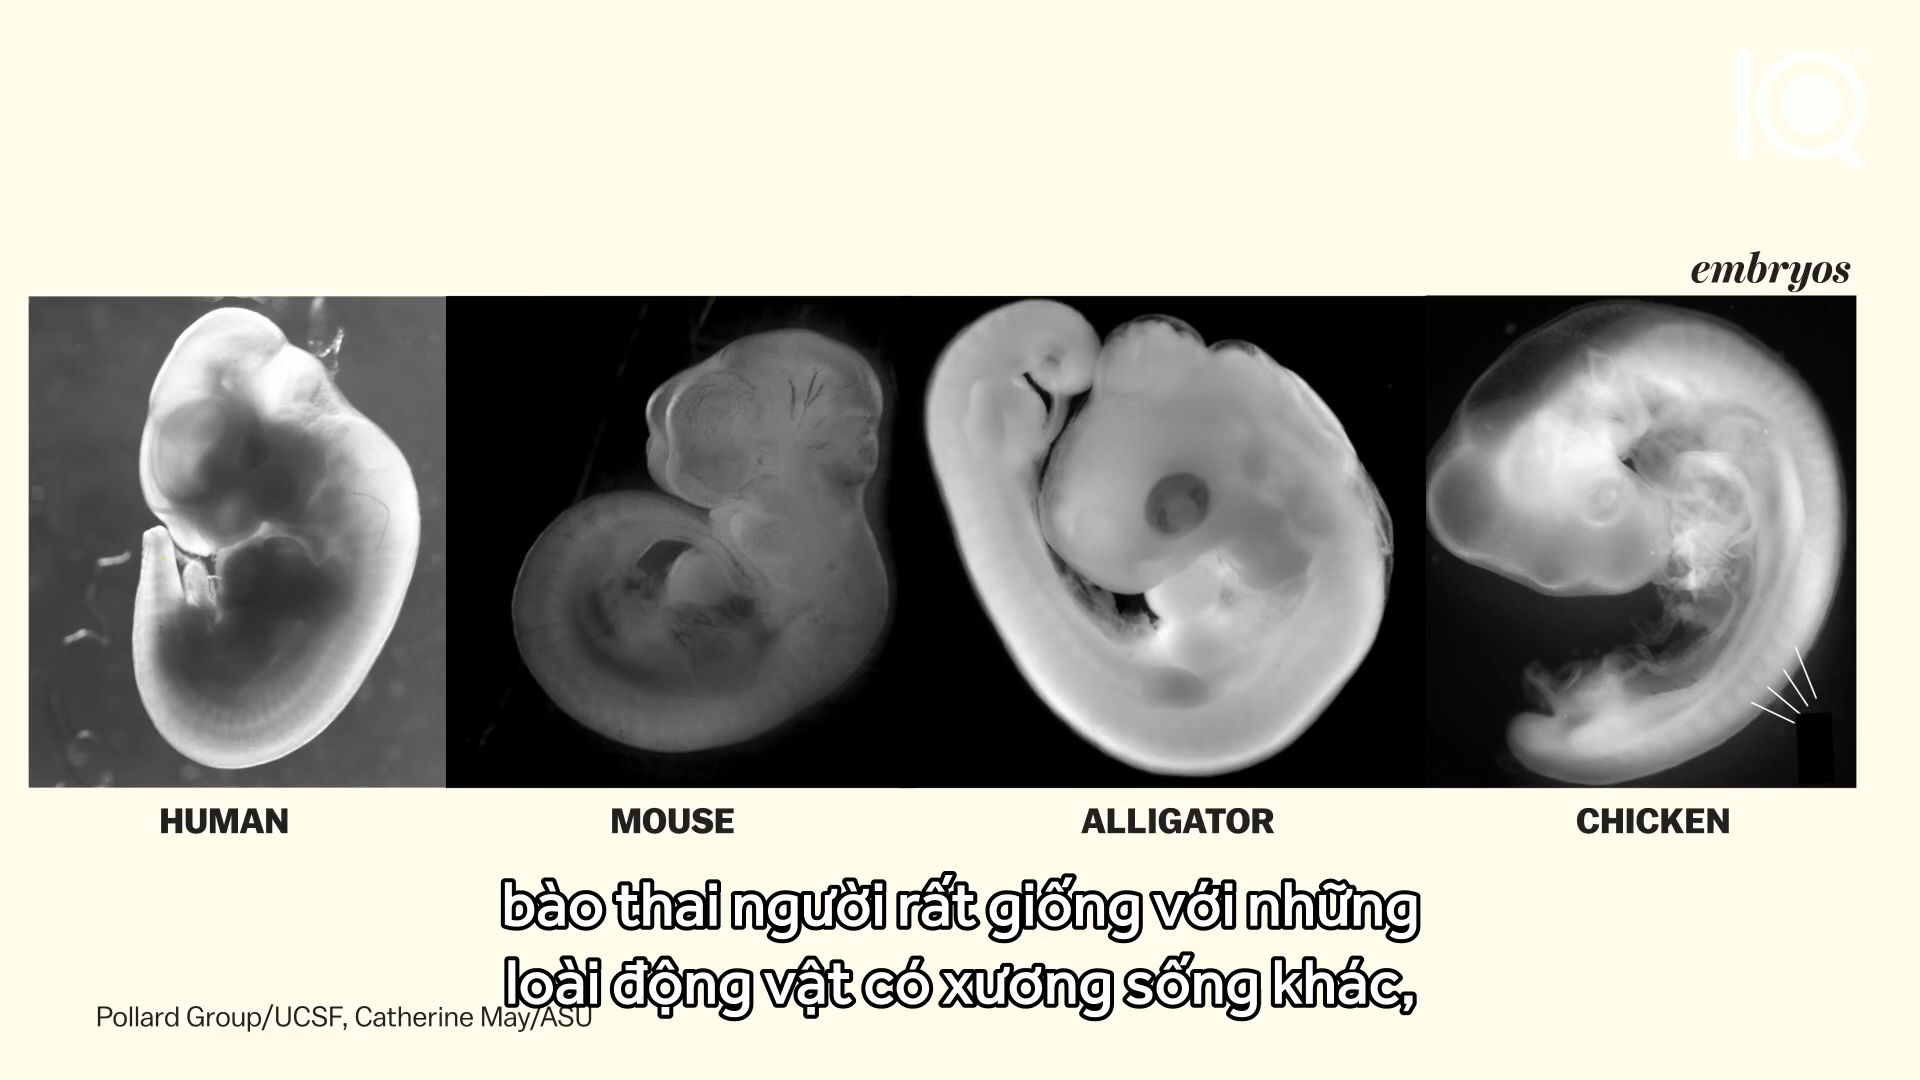 IQ
embryos
HUMAN
MOUSE
ALLIGATOR
CHICKEN
bào thai người rất giống với những
loài động vật có xương sống khác,
Pollard Group/UCSF, Catherine May/ASU